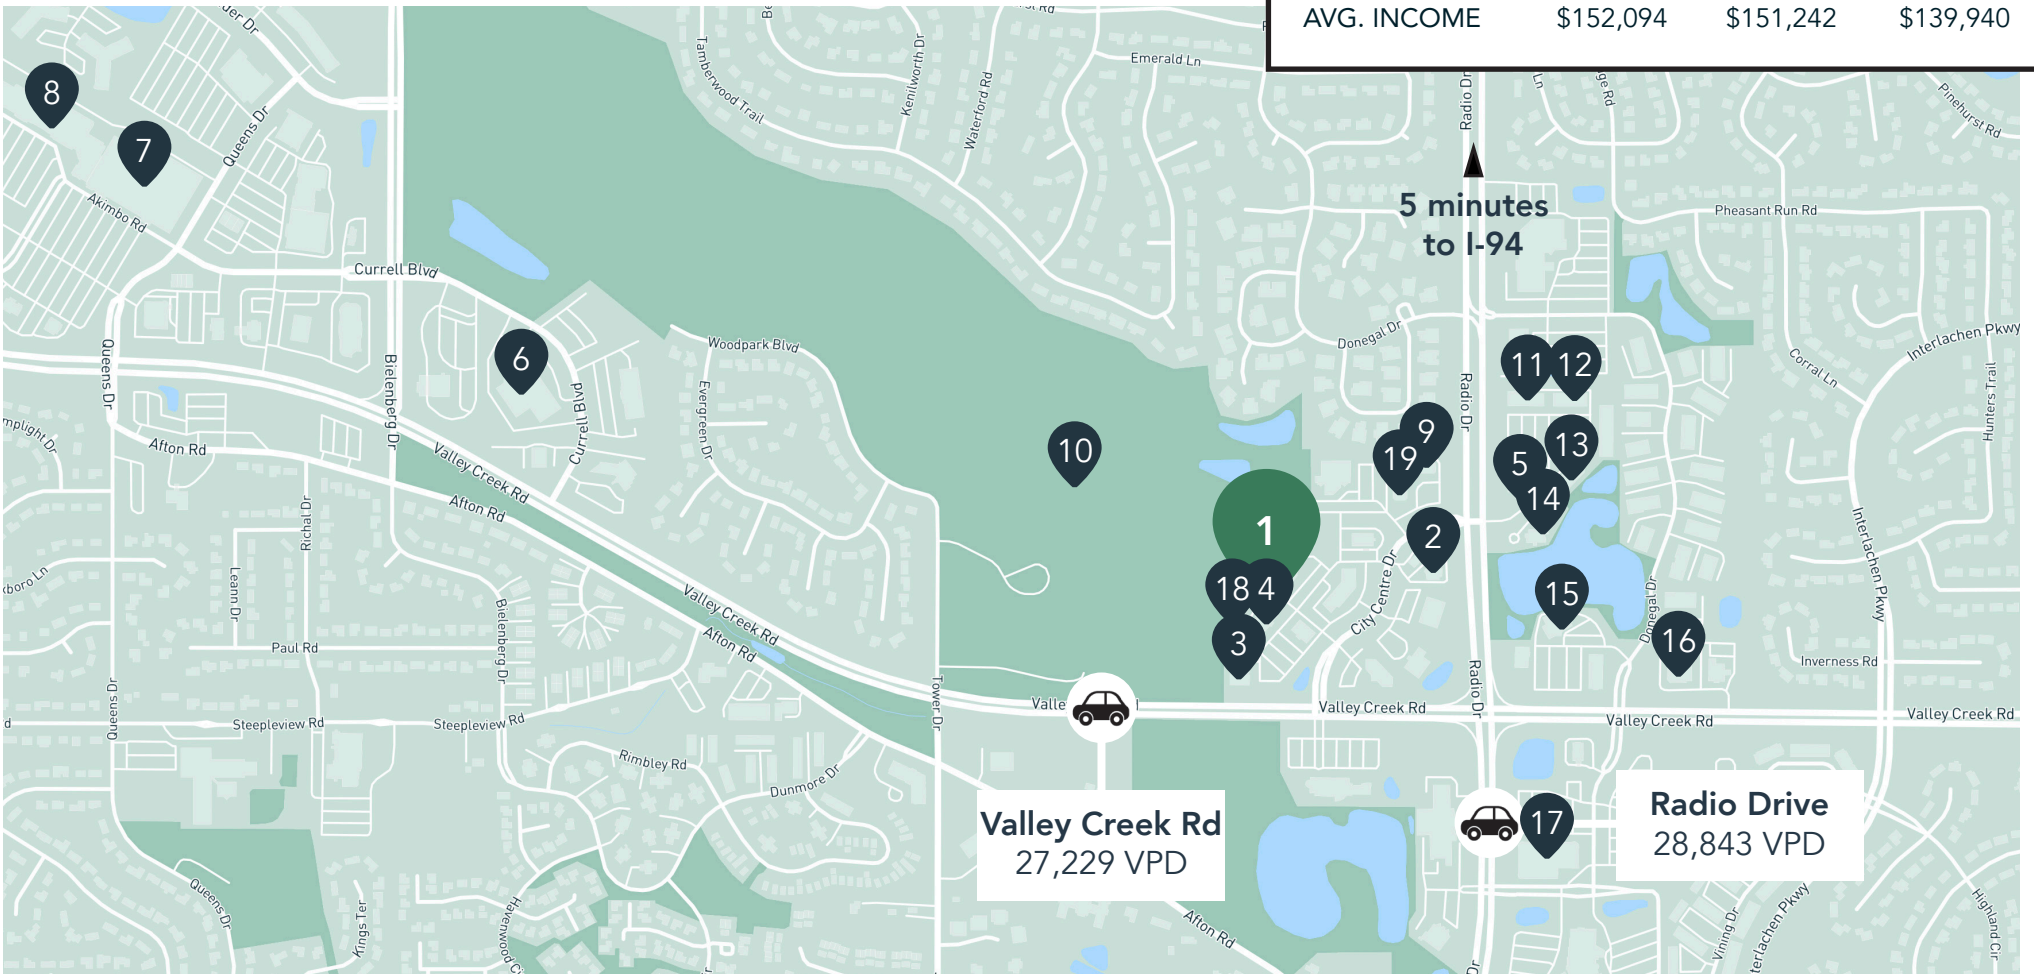 AVG. INCOME $152,094 $151,242 $139,940
Emerald Ln
Tamberwood Trail
Kenilworth Dr
Waterford Rd
Radio Dr
Ln
Pinehurst Rd
8
7
Queens Dr
Akimbo Rd
5 minutes
to I-94
Pheasant Run Rd
Currell Blvd
Donegal Dr
Interlachen Pkwy
Woodpark Blvd
Queens Dr
Bielenberg Dr
6
Currell Blvd
Evergreen Dr
11
12
Corral Ln
Hunters Trail
Radio Dr
Afton Rd
Valley Creek Rd
Afton Rd
10
9
19
5
13
14
Richal Dr
1
2
Interlachen Pkwy
Leann Dr
18
4
3
City Centre Dr
15
Donegal Dr
16
Bielenberg Dr
Paul Rd
Valley Creek Rd
Afton Rd
Inverness Rd
Queens Dr
Steepleview Rd
Steepleview Rd
Tower Dr
Radio Dr
Valley Creek Rd
Valley Creek Rd
Valley Creek Rd
Rimbley Rd
Dunmore Dr
Valley Creek Rd
27,229 VPD
17
Radio Drive
28,843 VPD
Queens Dr
Kings Ter
Afton Rd
Vining Dr
Highland Cir
Dr